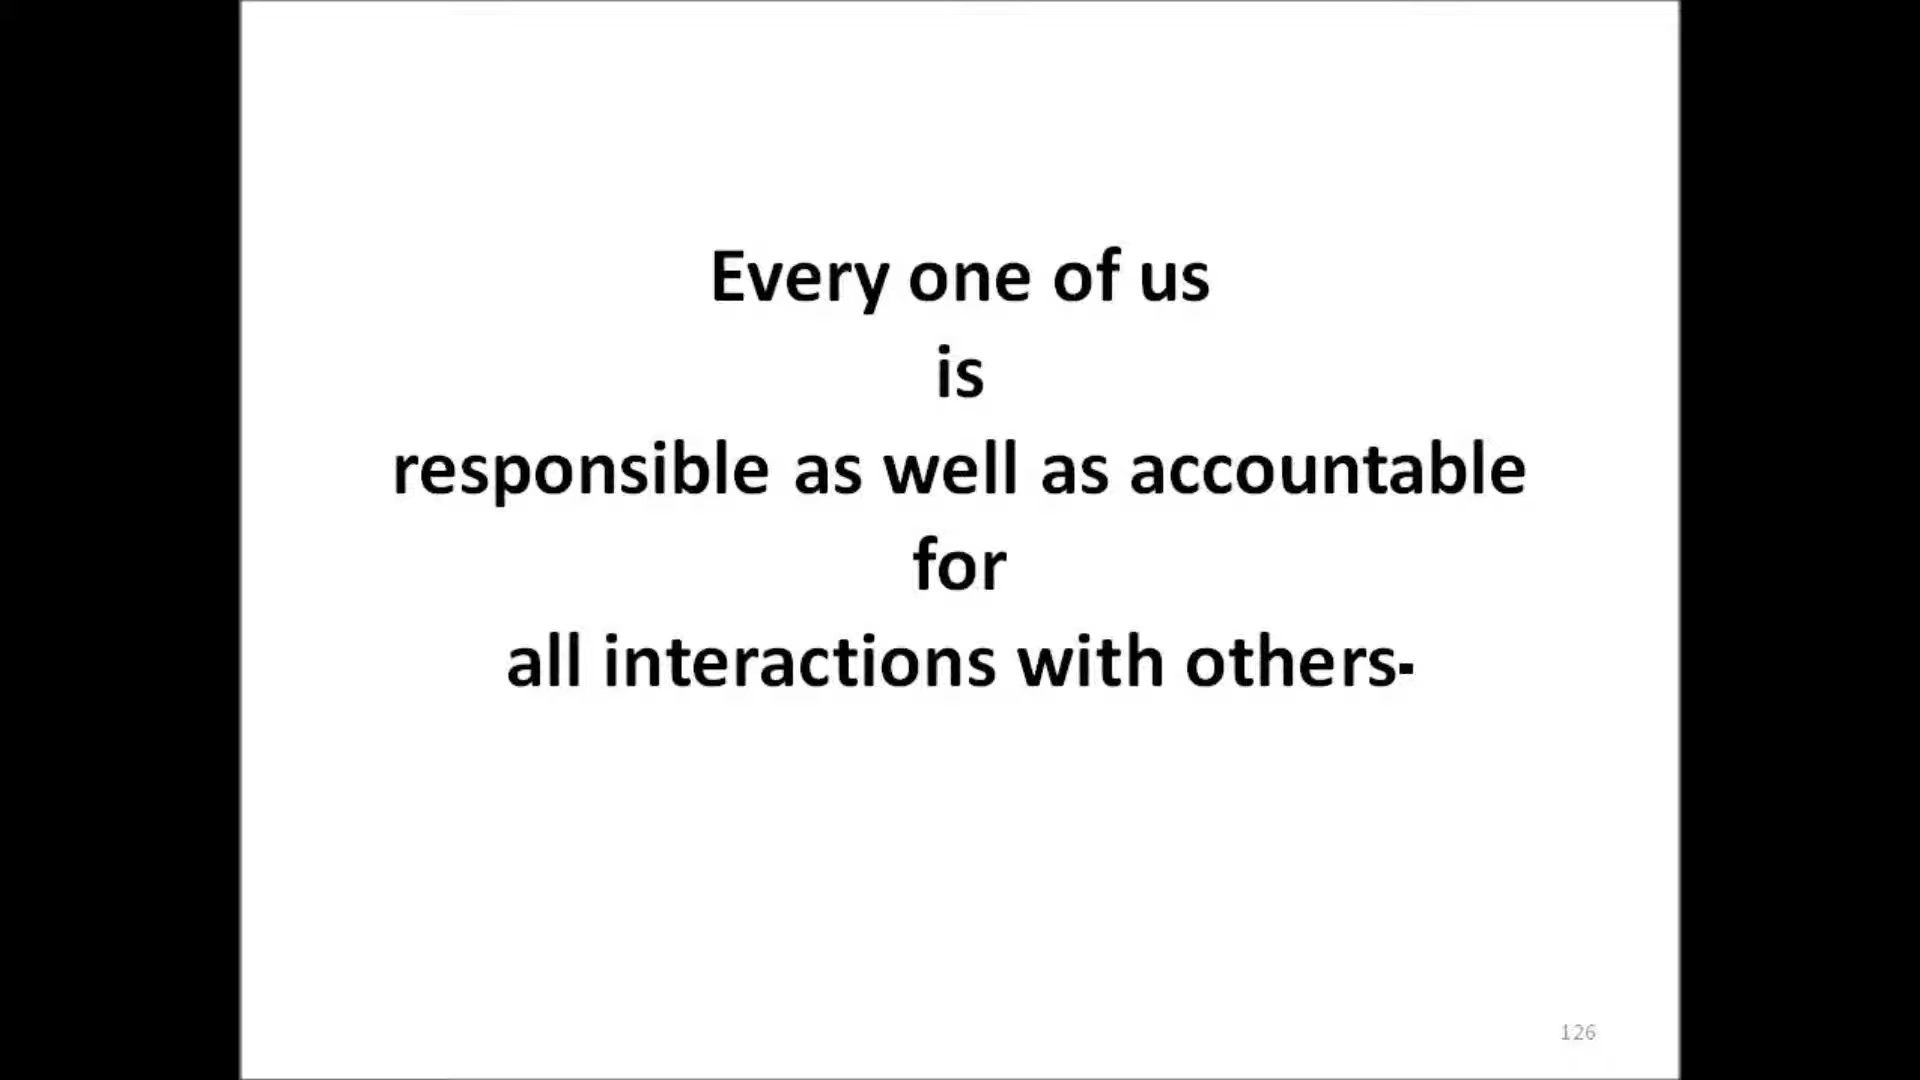 Every one of us
is
responsible as well as accountable
for
all interactions with others-
126